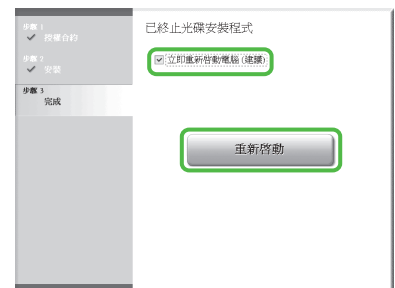 步驟 1
授權合約
步驟 2
安裝
步驟 3
完成
已終止光碟安裝程式
立即重新啓動電腦 (建議)
重新啓動